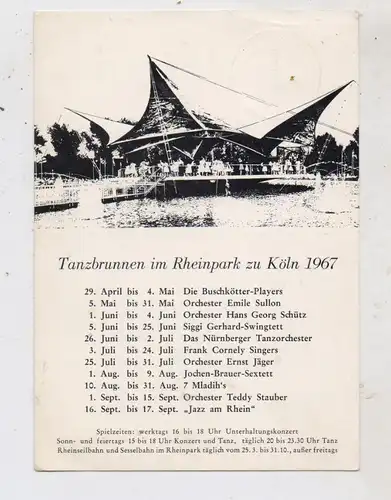 Tanzbrunnen im Rheinpark zu Köln 1967
29. April bis 4. Mai Die Buschkötter-Players
5. Mai bis 31. Mai Orchester Emile Sullon
1. Juni bis 4. Juni Orchester Hans Georg Schütz
5. Juni bis 25. Juni Siggi Gerhard-Swingtett
26. Juni bis 2. Juli Das Nürnberger Tanzorchester
3. Juli bis 24. Juli Frank Cornely Singers
25. Juli bis 31. Juli Orchester Ernst Jäger
1. Aug. bis 9. Aug. Jochen-Brauer-Sextett
10. Aug. bis 31. Aug. 7 Mladih's
1. Sept. bis 15. Sept. Orchester Teddy Stauber
16. Sept. bis 17. Sept. „Jazz am Rhein“
Spielzeiten: werktags 16 bis 18 Uhr Unterhaltungskonzert
Sonn- und feiertags 15 bis 18 Uhr Konzert und Tanz, täglich 20 bis 23.30 Uhr Tanz
Rheinseilbahn und Sesselbahn im Rheinpark täglich vom 25. 3. bis 31. 10., außer freitags